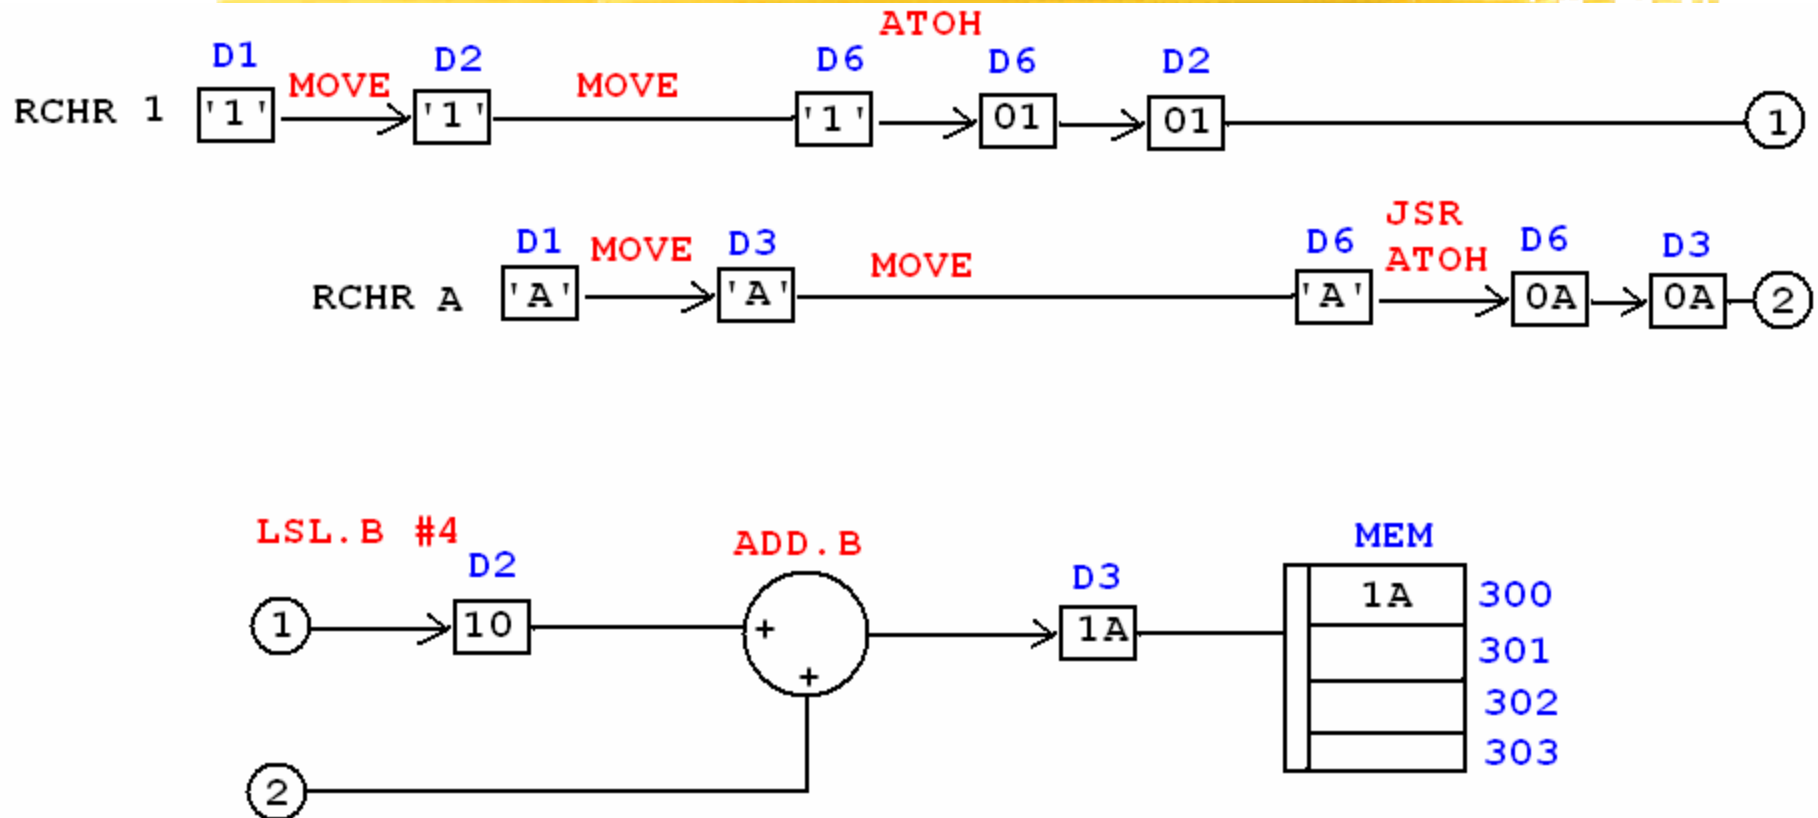 ATOH
D1 MOVE D2 MOVE D6 D6 D2
RCHR 1 '1' '1' '1' 01 01 1
JSR
D1 MOVE D3 MOVE D6 ATOH D6 D3
RCHR A 'A' 'A' 'A' 0A 0A 2
LSL.B #4 ADD.B MEM
D2 D3
1A 300
1 10 + 1A
301
+
302
303
2